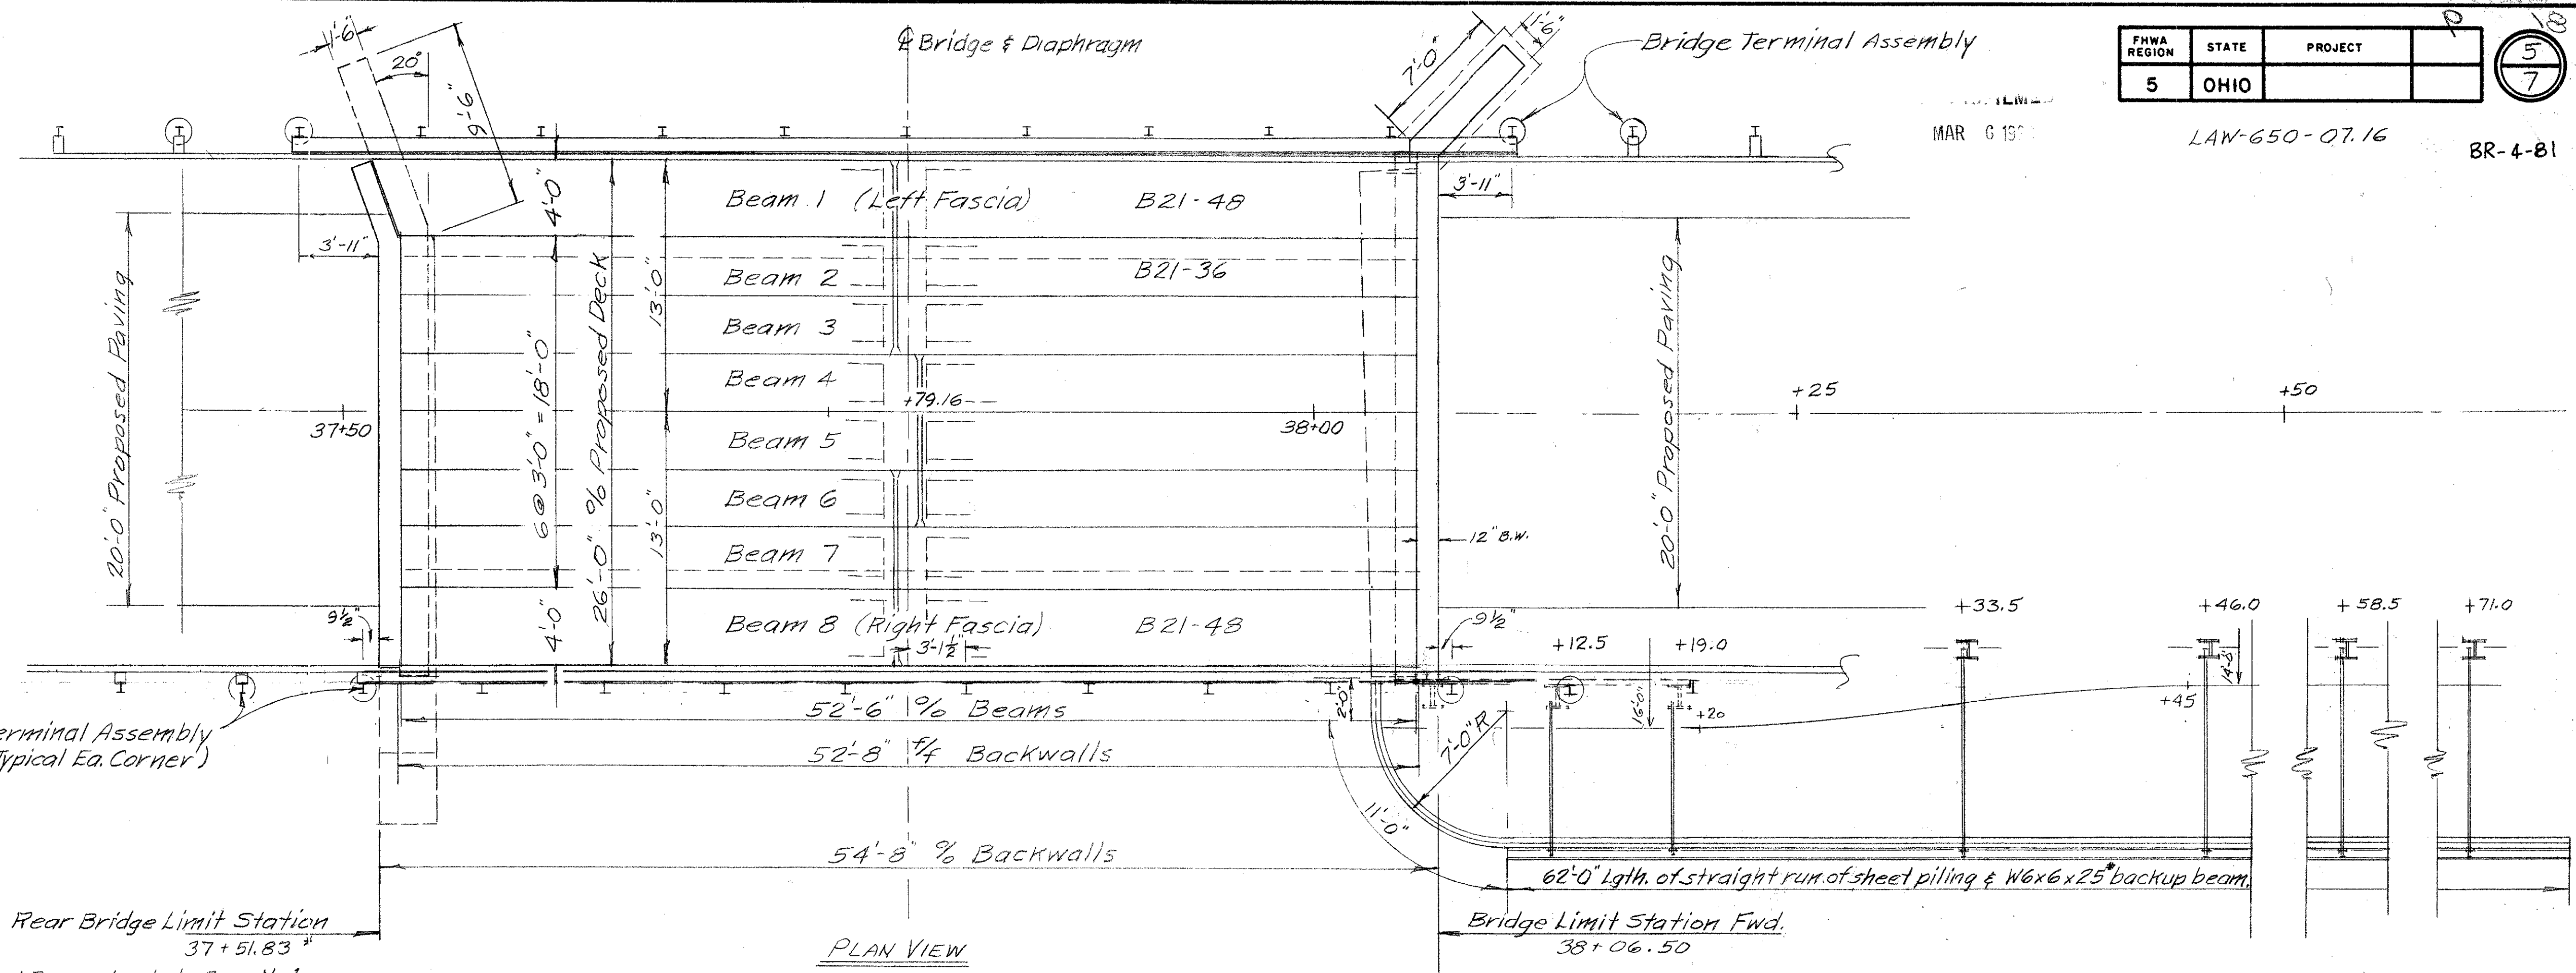 1'-6"
20°
9'-6"
℄ Bridge & Diaphragm
7'-0"
1'-6"
Bridge Terminal Assembly
FHWA REGION STATE PROJECT
5 OHIO
5
7
MAR 6 19
LAW-650-07.16
BR-4-81
3'-11"
3'-11"
4'-0"
Beam 1 (Left Fascia) B21-48
Beam 2 B21-36
Beam 3
Beam 4
Beam 5
Beam 6
Beam 7
Beam 8 (Right Fascia) B21-48
20'-0" Proposed Paving
6 @ 3'-0" = 18'-0"
26'-0" % Proposed Deck
13'-0"
13'-0"
4'-0"
20'-0" Proposed Paving
37+50
+79.16
38+00
+25
+50
12" B.W.
9½"
3'-1½"
9½"
+12.5
+19.0
+33.5
+46.0
+58.5
+71.0
14'-8"
+45
16'-0"
+20
2'-0"
7'-0"R
11'-0"
52'-6" % Beams
52'-8" f/f Backwalls
54'-8" % Backwalls
erminal Assembly
Typical Ea. Corner)
62'-0" Lgth. of straight run of sheet piling & W6x6x25# backup beam.
Rear Bridge Limit Station
37+51.83
Bridge Limit Station Fwd.
38+06.50
PLAN VIEW